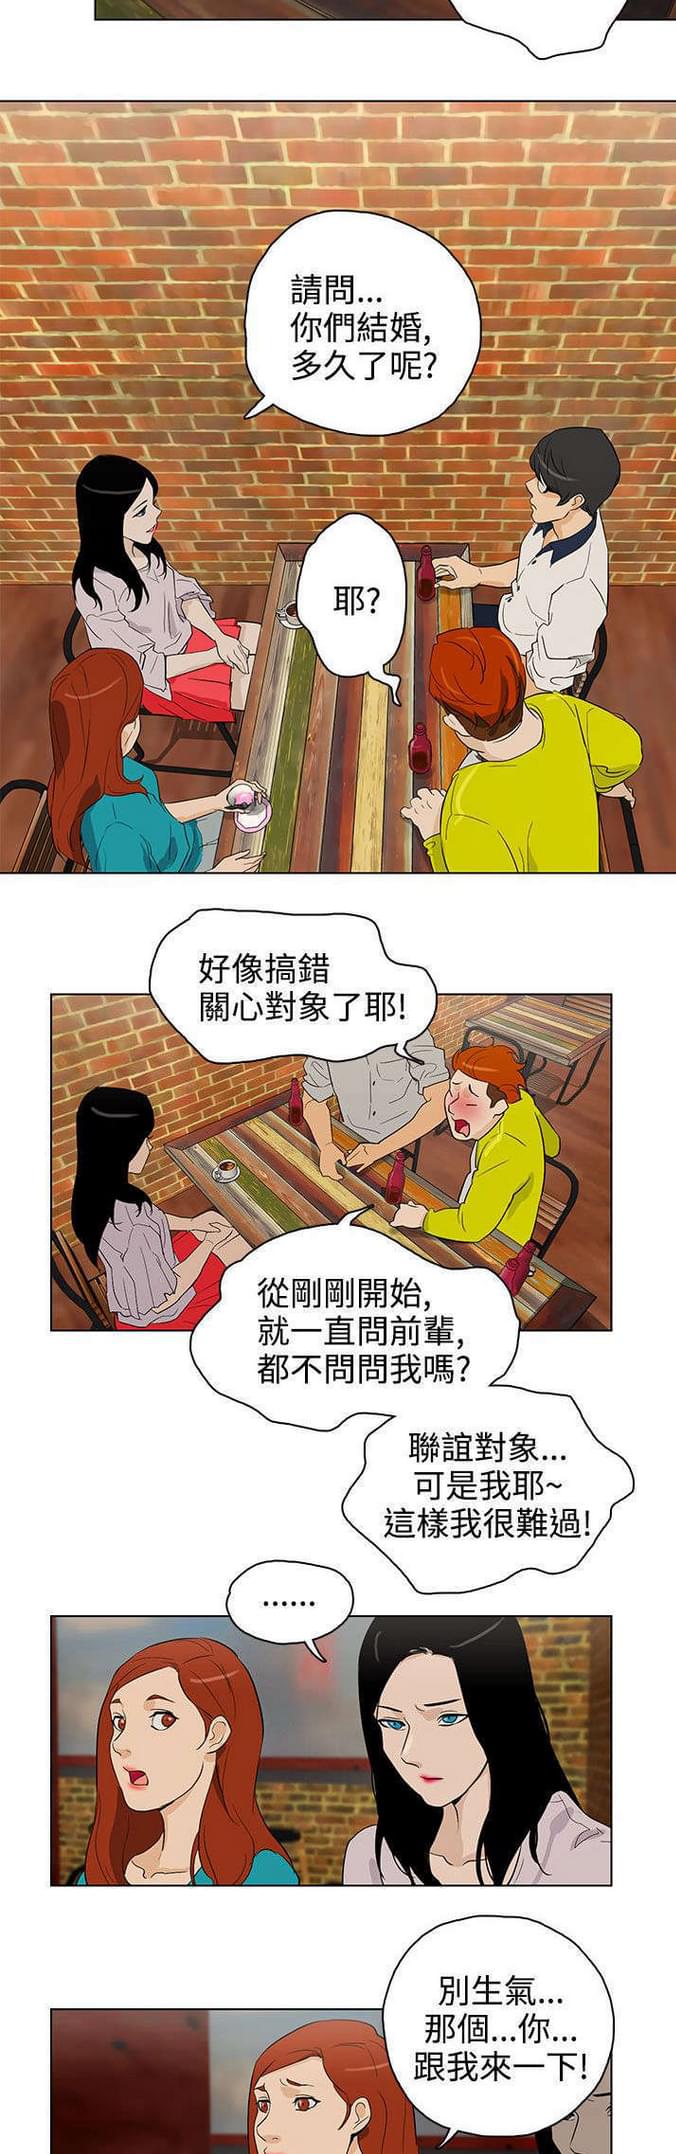 請問...
你們結婚,
多久了呢?
耶?
好像搞錯
關心對象了耶!
從剛剛開始,
就一直問前輩,
都不問問我嗎?
聯誼對象...
可是我耶~
這樣我很難過!
......
別生氣...
那個...你...
跟我來一下!